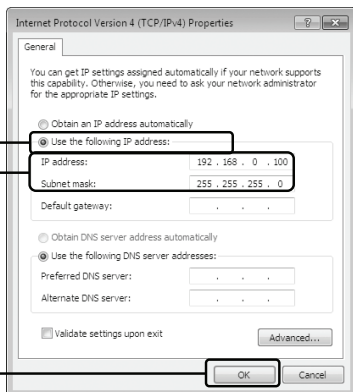 Internet Protocol Version 4 (TCP/IPv4) Properties
General
You can get IP settings assigned automatically if your network supports
this capability. Otherwise, you need to ask your network administrator
for the appropriate IP settings.
Obtain an IP address automatically
Use the following IP address:
IP address: 192 . 168 . 0 . 100
Subnet mask: 255 . 255 . 255 . 0
Default gateway: . . .
Obtain DNS server address automatically
Use the following DNS server addresses:
Preferred DNS server: . . .
Alternate DNS server: . . .
Validate settings upon exit
Advanced...
OK Cancel